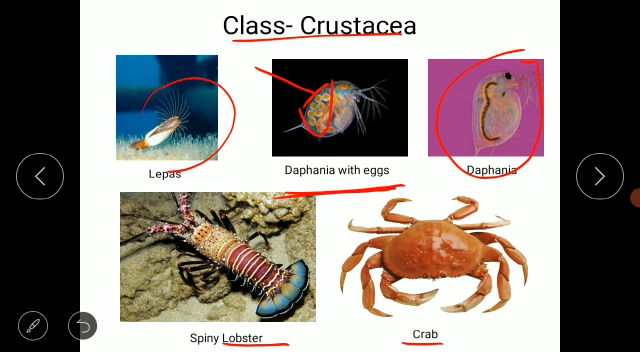 Class- Crustacea
Lepas
Daphania with eggs
Daphania
Spiny Lobster
Crab